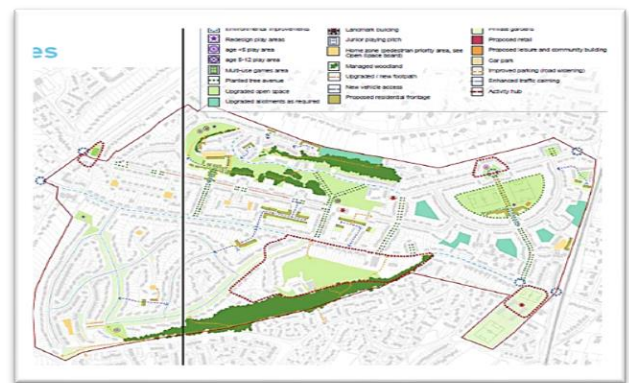 es
Environmental improvements
Redesign play areas
age <5 play area
age 5-12 play area
Multi-use games area
Planted tree avenue
Upgraded open space
Upgraded allotments as required
Landmark building
Junior playing pitch
Home zone (pedestrian priority area, see
Open Space board)
Managed woodland
Upgraded / new footpath
New vehicle access
Proposed residential frontage
Private gardens
Proposed retail
Proposed leisure and community building
Car park
Improved parking (road widening)
Enhanced traffic calming
Activity hub